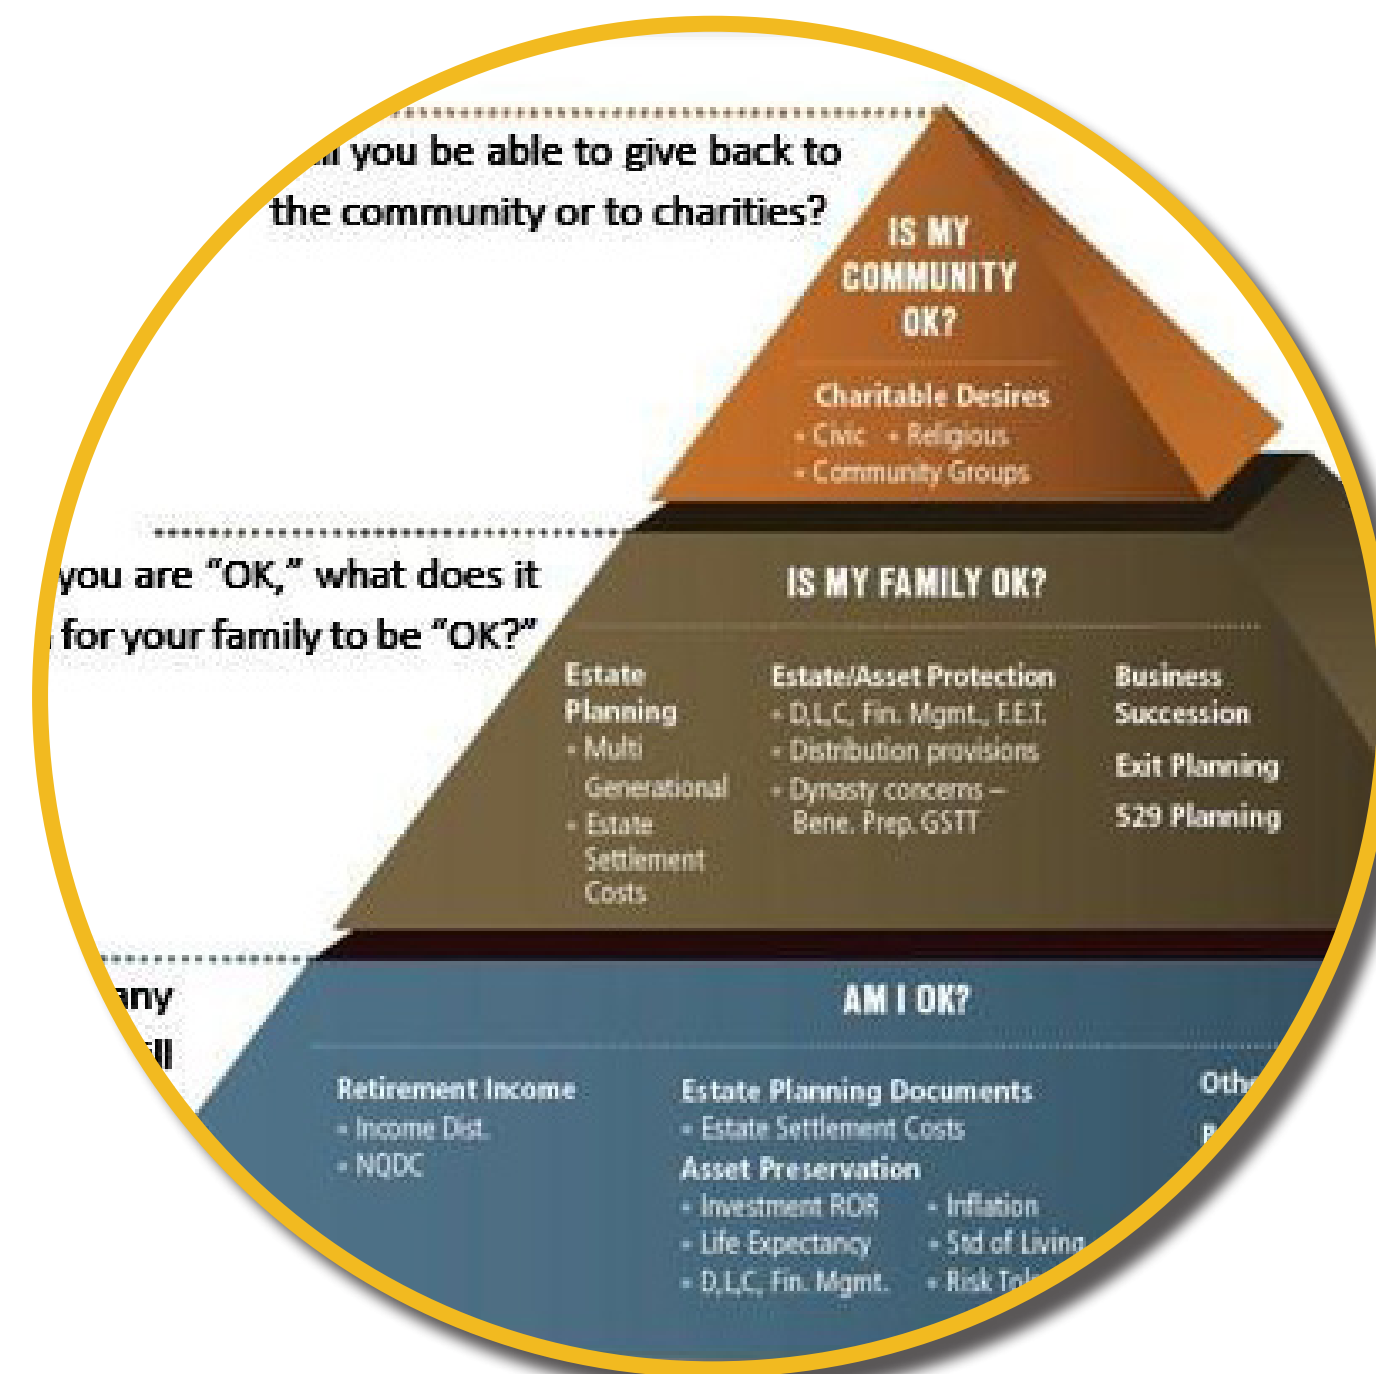 you be able to give back to
the community or to charities?
IS MY
COMMUNITY
OK?
Charitable Desires
• Civic • Religious
• Community Groups
you are “OK,” what does it
for your family to be “OK?”
IS MY FAMILY OK?
Estate
Planning
• Multi
Generational
• Estate
Settlement
Costs
Estate/Asset Protection
• D,L,C, Fin. Mgmt., F.E.T.
• Distribution provisions
• Dynasty concerns –
Bene. Prep. GSTT
Business
Succession
Exit Planning
529 Planning
any
AM I OK?
Retirement Income
• Income Dist.
• NQDC
Estate Planning Documents
• Estate Settlement Costs
Asset Preservation
• Investment ROR
• Life Expectancy
• D,L,C, Fin. Mgmt.
• Inflation
• Std of Living
• Risk